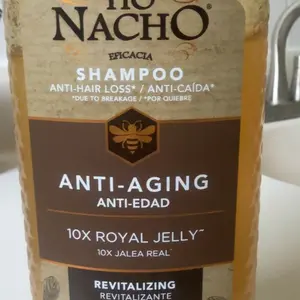 TIO
NACHO®
EFICACIA
SHAMPOO
ANTI-HAIR LOSS* / ANTI-CAÍDA*
*DUE TO BREAKAGE / *POR QUIEBRE
ANTI-AGING
ANTI-EDAD
10X ROYAL JELLY~
10X JALEA REAL~
REVITALIZING
REVITALIZANTE